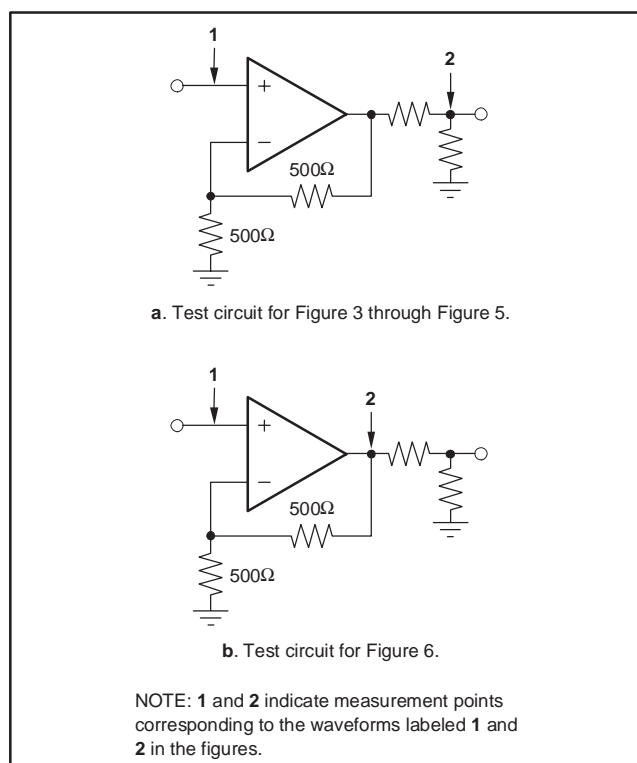 1
+
2
−
500Ω
500Ω
a. Test circuit for Figure 3 through Figure 5.
1
+
2
−
500Ω
500Ω
b. Test circuit for Figure 6.
NOTE: 1 and 2 indicate measurement points
corresponding to the waveforms labeled 1 and
2 in the figures.